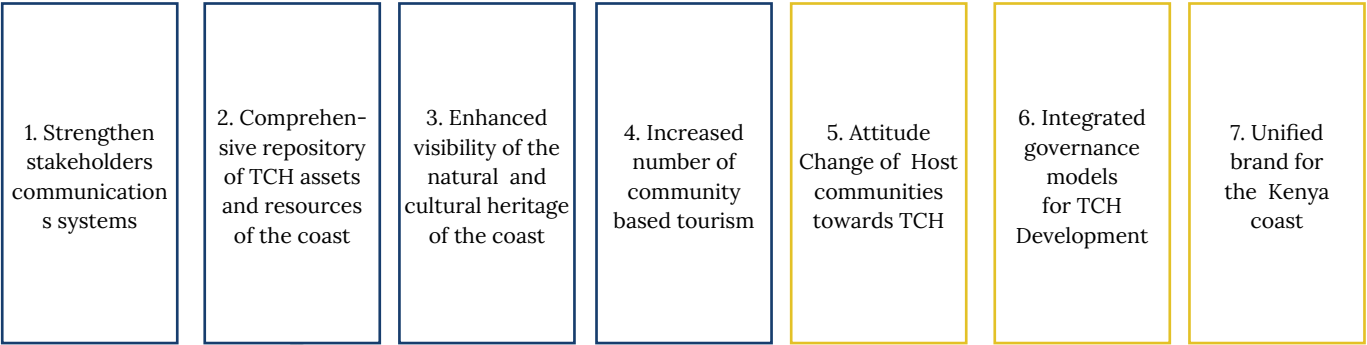 1. Strengthen
stakeholders
communication
s systems
2. Comprehen-
sive repository
of TCH assets
and resources
of the coast
3. Enhanced
visibility of the
natural  and
cultural heritage
of the coast
4. Increased
number of
community
based tourism
5. Attitude
Change of  Host
communities
towards TCH
6. Integrated
governance
models
for TCH
Development
7. Unified
brand for
the  Kenya
coast